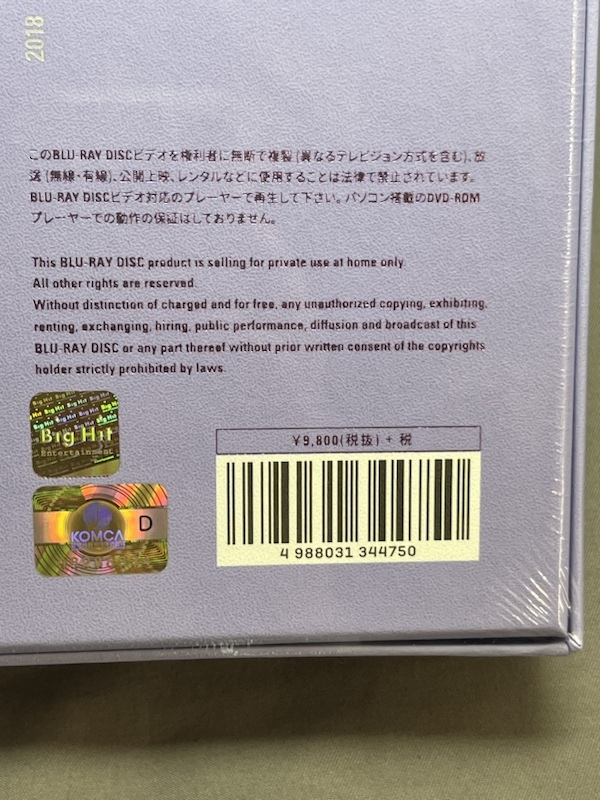 2018
このBLU-RAY DISCビデオを権利者に無断で複製(異なるテレビジョン方式を含む)、放
送(無線・有線)、公開上映、レンタルなどに使用することは法律で禁止されています。
BLU-RAY DISCビデオ対応のプレーヤーで再生して下さい。パソコン搭載のDVD-ROM
プレーヤーでの動作の保証はしておりません。
This BLU-RAY DISC product is selling for private use at home only.
All other rights are reserved.
Without distinction of charged and for free, any unauthorized copying, exhibiting,
renting, exchanging, hiring, public performance, diffusion and broadcast of this
BLU-RAY DISC or any part thereof without prior written consent of the copyrights
holder strictly prohibited by laws.
Big Hit
Entertainment
KOMCA
D
¥9,800(税抜) + 税
4 988031 344750